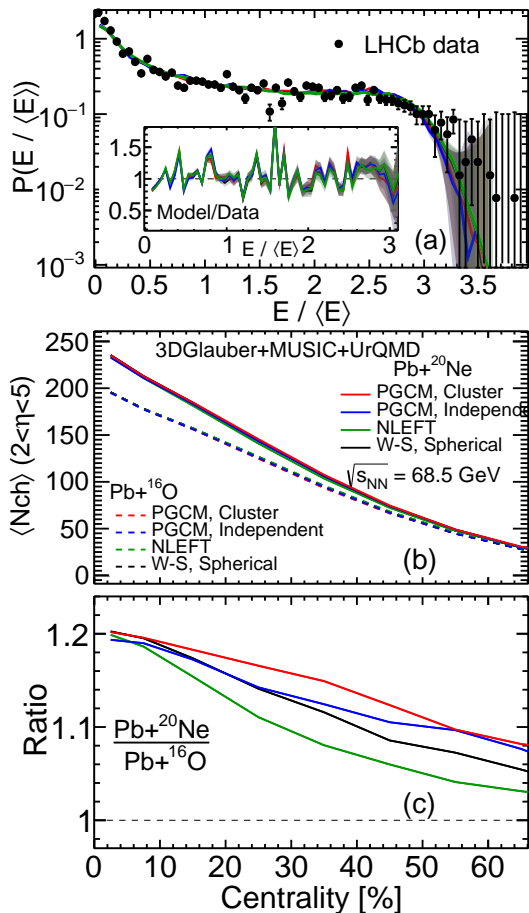 LHCb data
P(E / ⟨E⟩)
1
10⁻¹
10⁻²
10⁻³
1.5
1
0.5
Model/Data
0 1 2 3
E / ⟨E⟩
(a)
0 0.5 1 1.5 2 2.5 3 3.5
E / ⟨E⟩
⟨Nch⟩ (2<η<5)
250
200
150
100
50
0
3DGlauber+MUSIC+UrQMD
Pb+²⁰Ne
PGCM, Cluster
PGCM, Independent
NLEFT
W-S, Spherical
√s_NN = 68.5 GeV
Pb+¹⁶O
PGCM, Cluster
PGCM, Independent
NLEFT
W-S, Spherical
(b)
Ratio
1.2
1.1
1
Pb+²⁰Ne
Pb+¹⁶O
(c)
0 10 20 30 40 50 60
Centrality [%]